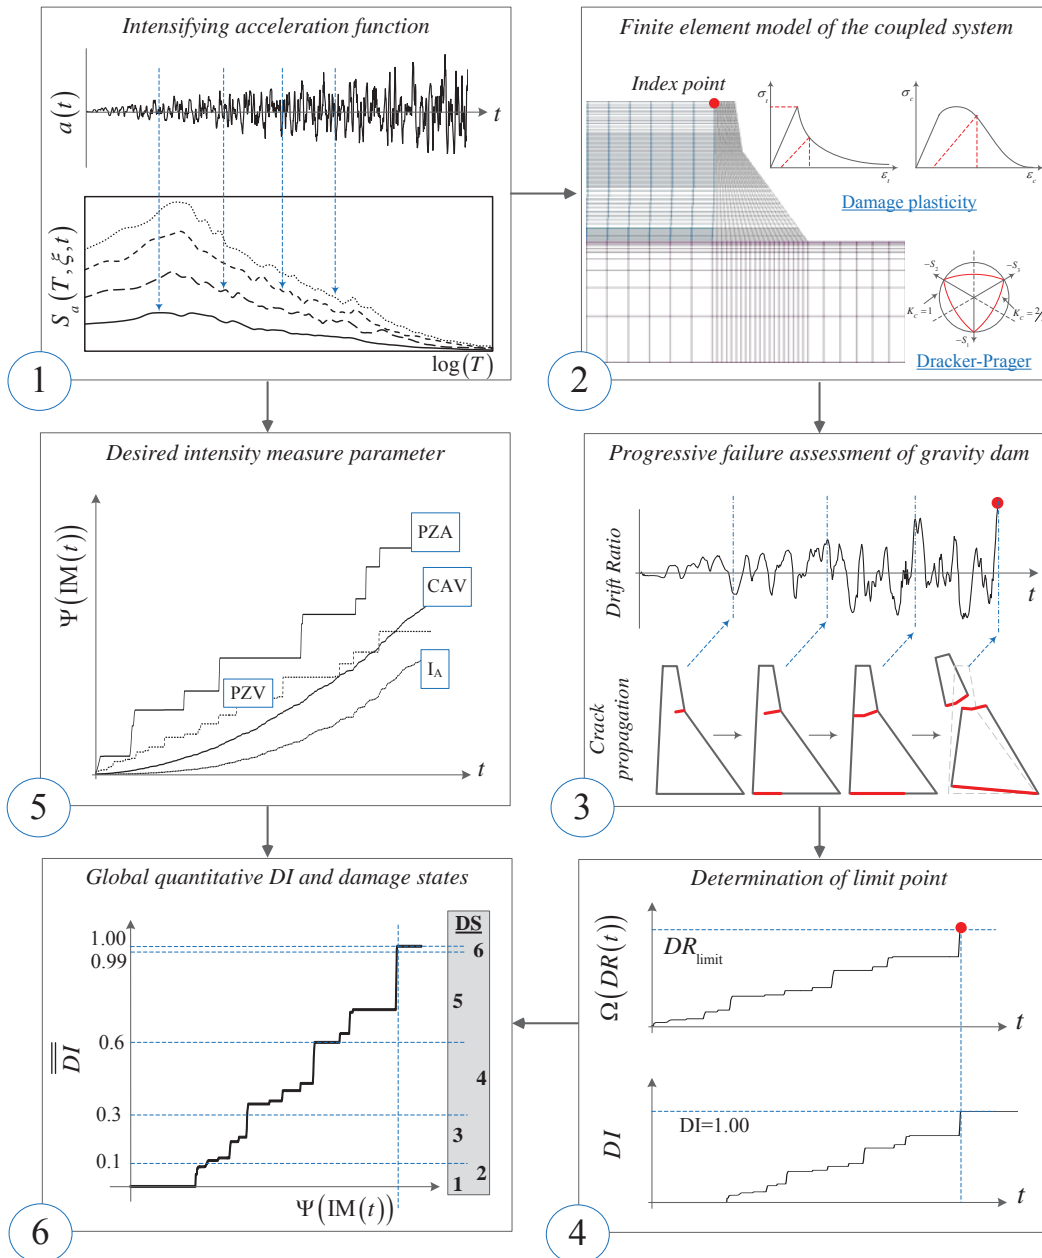 Intensifying acceleration function
a(t)
t
S_a(T,ξ,t)
log(T)
1
Finite element model of the coupled system
Index point
σ_t
ε_t
σ_c
ε_c
Damage plasticity
−S_2
−S_3
K_c=1
−S_1
Dracker-Prager
2
Progressive failure assessment of gravity dam
Drift Ratio
t
Crack
propagation
3
Determination of limit point
Ω(DR(t))
DR_limit
t
DI
DI=1.00
t
4
Desired intensity measure parameter
Ψ(IM(t))
PZA
CAV
PZV
I_A
t
5
Global quantitative DI and damage states
DI
1.00
0.99
0.6
0.3
0.1
DS
6
5
4
3
2
1
Ψ(IM(t))
6